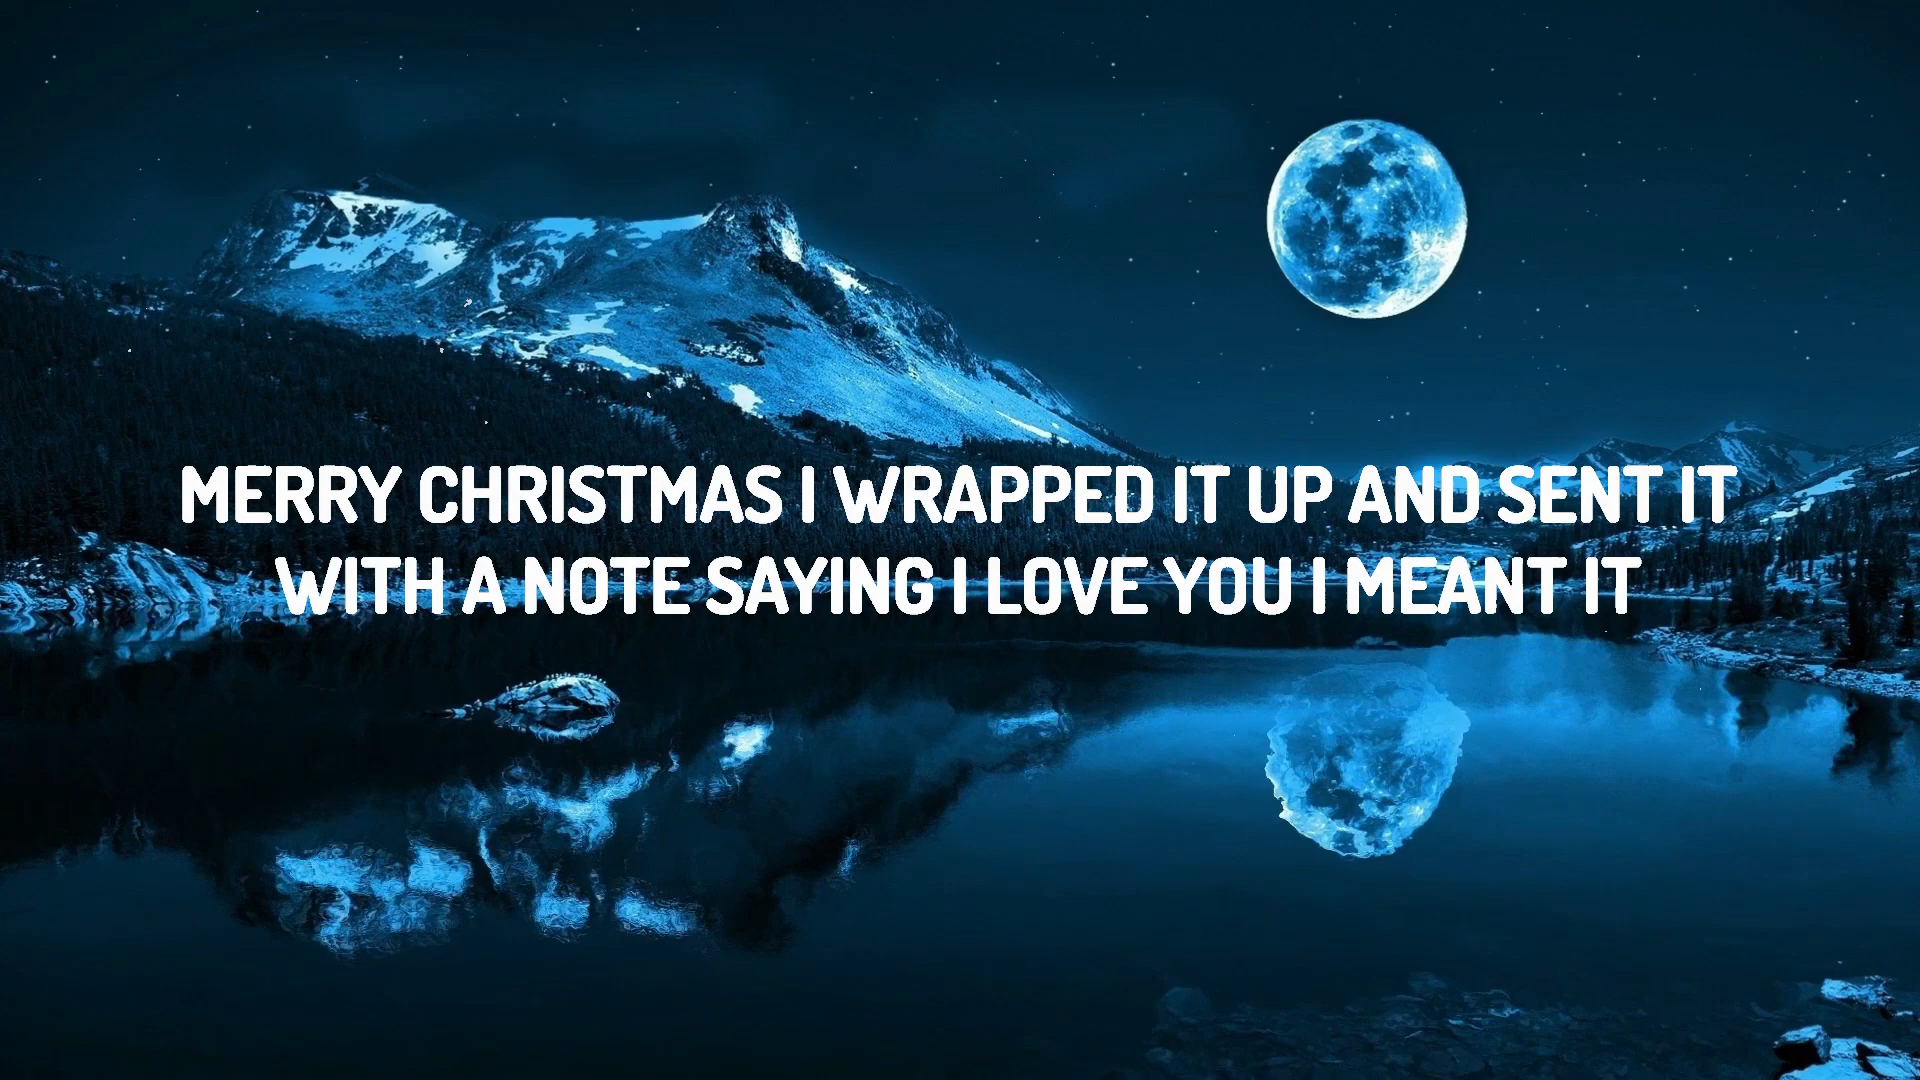 MERRY CHRISTMAS I WRAPPED IT UP AND SENT IT
WITH A NOTE SAYING I LOVE YOU I MEANT IT